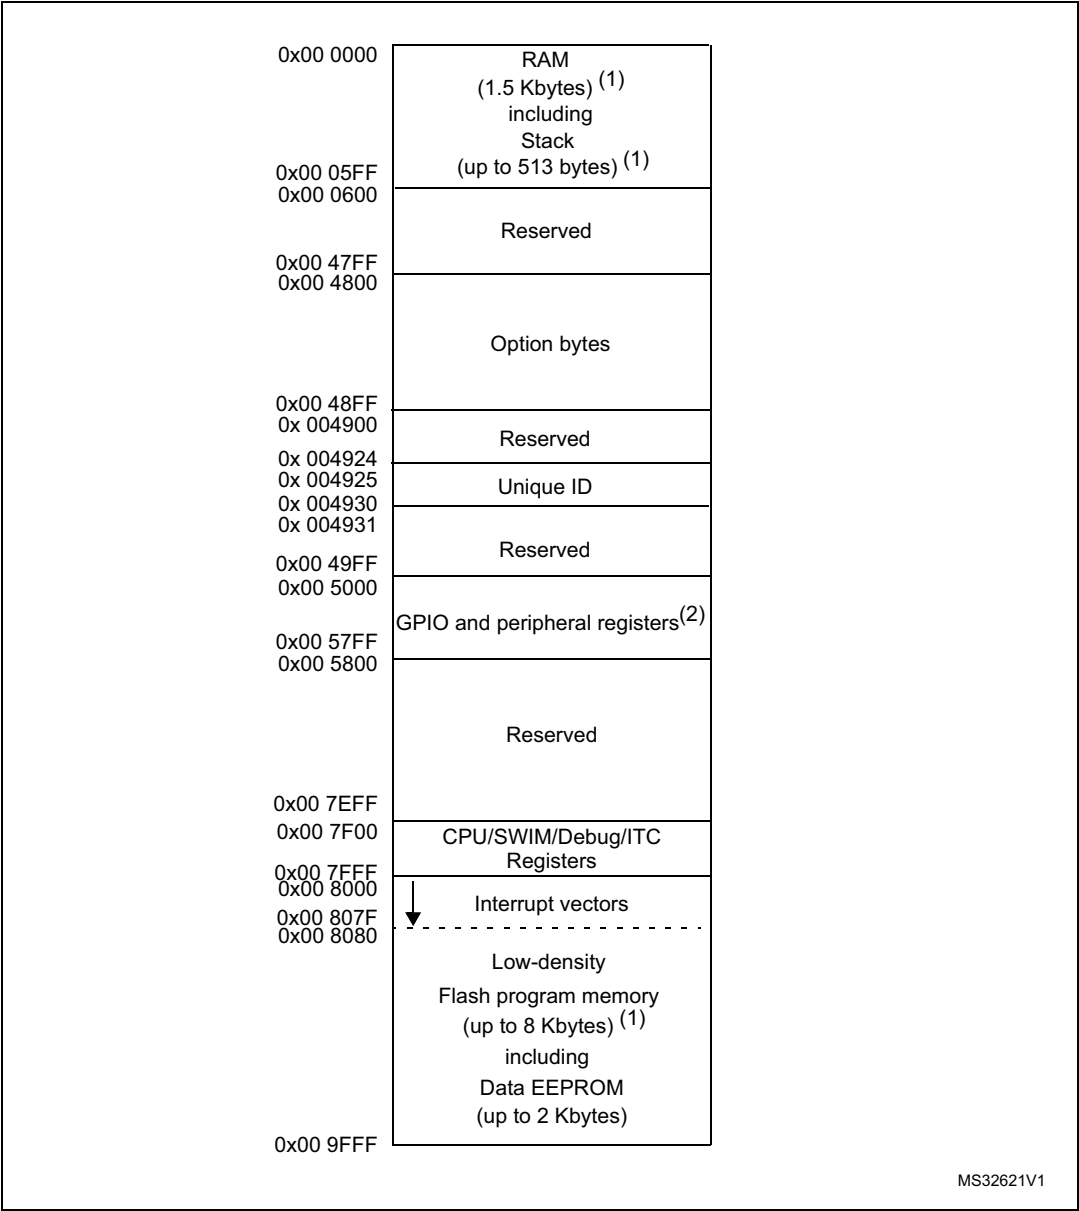 0x00 0000
RAM
(1.5 Kbytes) (1)
including
Stack
(up to 513 bytes) (1)
0x00 05FF
0x00 0600
Reserved
0x00 47FF
0x00 4800
Option bytes
0x00 48FF
0x 004900
Reserved
0x 004924
0x 004925
Unique ID
0x 004930
0x 004931
Reserved
0x00 49FF
0x00 5000
GPIO and peripheral registers(2)
0x00 57FF
0x00 5800
Reserved
0x00 7EFF
0x00 7F00
CPU/SWIM/Debug/ITC
Registers
0x00 7FFF
0x00 8000
Interrupt vectors
0x00 807F
0x00 8080
Low-density
Flash program memory
(up to 8 Kbytes) (1)
including
Data EEPROM
(up to 2 Kbytes)
0x00 9FFF
MS32621V1